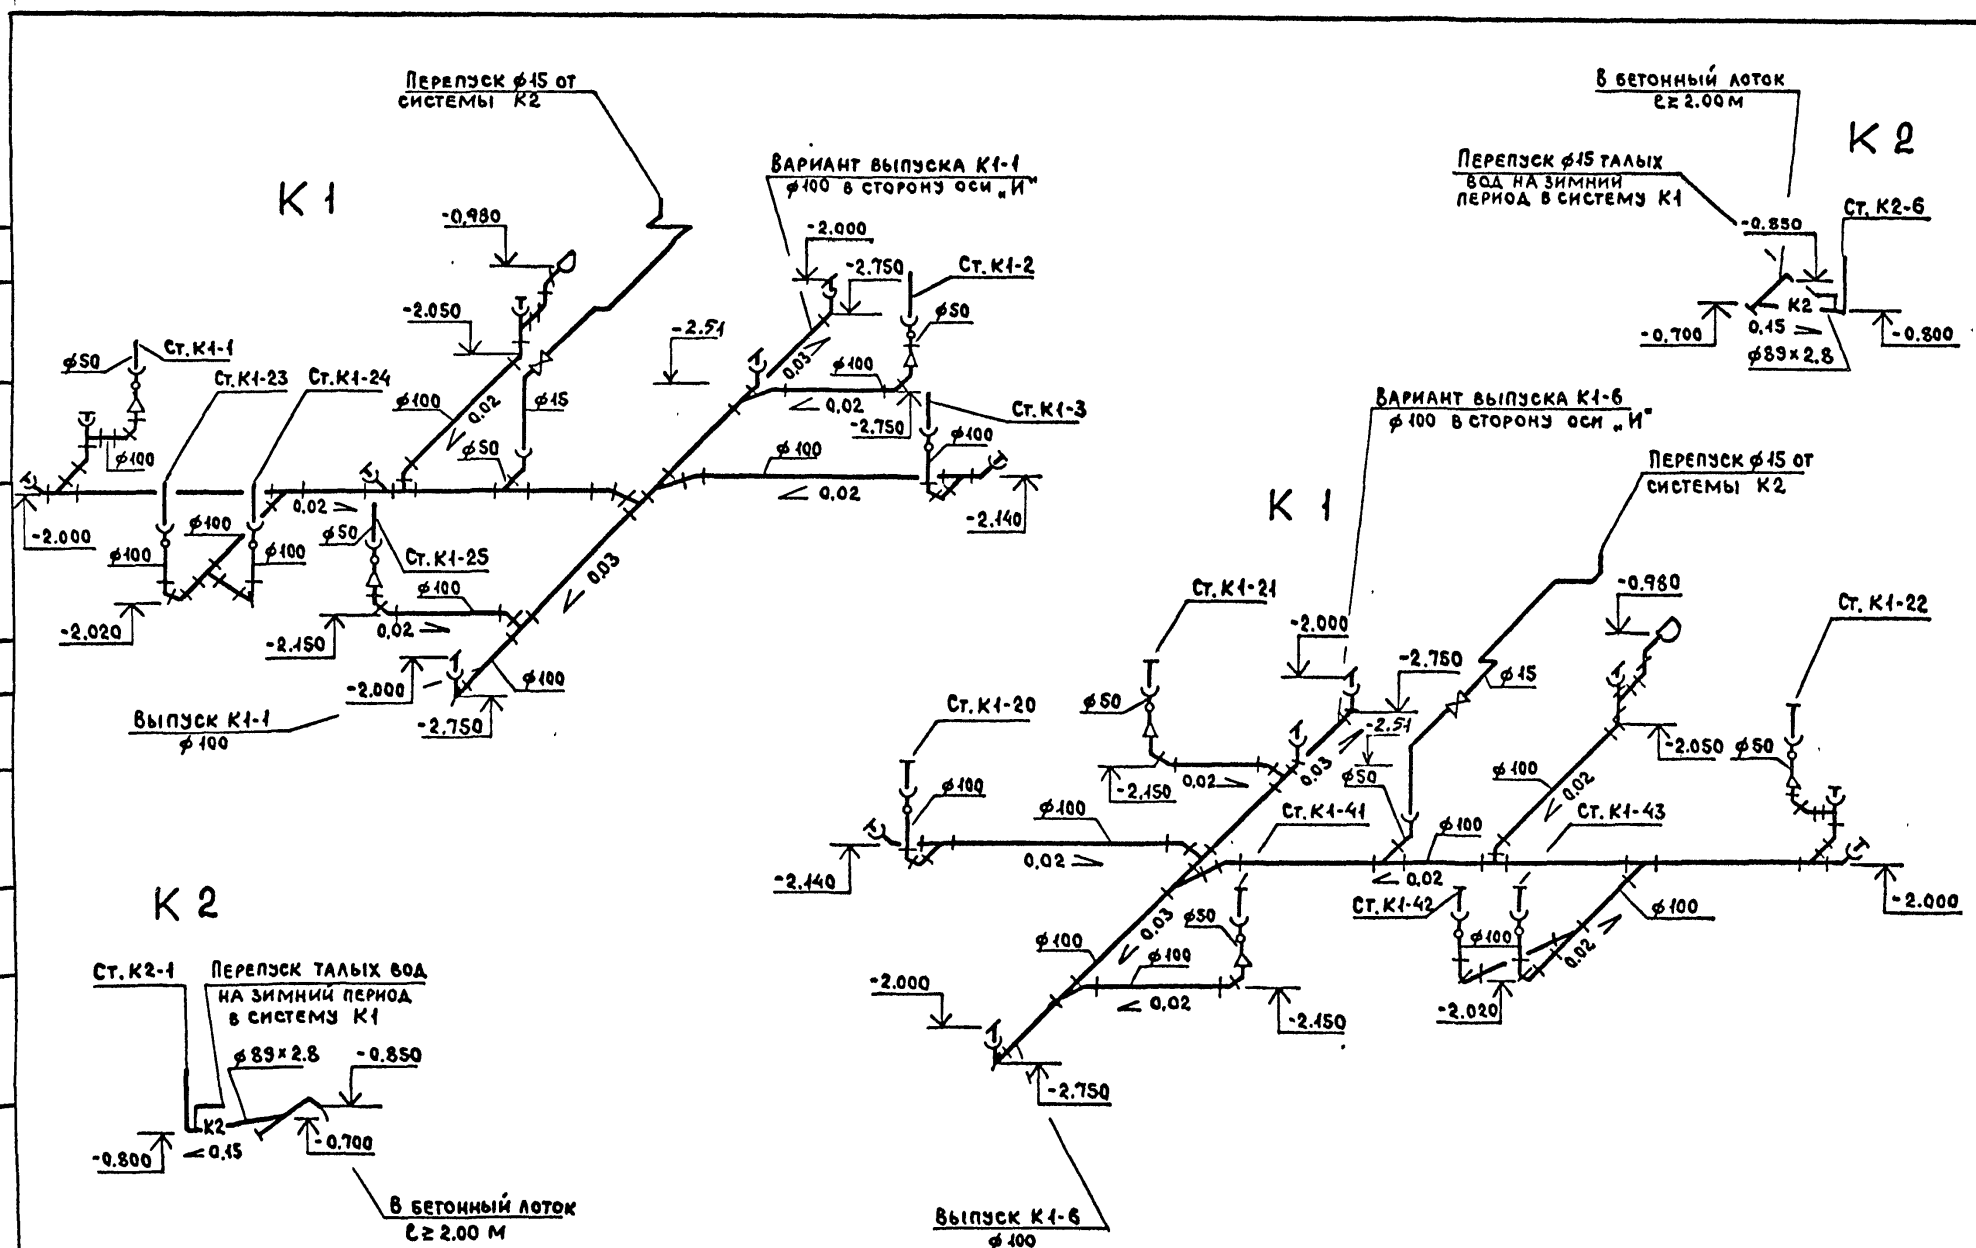 Перепуск ф15 от
системы К2
К1
Вариант выпуска К1-1
ф100 в сторону оси „И"
-0,980
-2.000
-2.750
Ст. К1-2
-2.050
-2.51
ф50
ф50
Ст. К1-1
Ст. К1-23
Ст. К1-24
ф100
0,02
ф15
0.03
ф100
0,02
-2.750
Ст. К1-3
ф100
ф100
ф50
ф100
0,02
-2.140
-2.000
ф100
0,02
ф50
ф100
ф100
Ст. К1-25
ф100
0,03
-2.020
-2.150
0,02
-2.000
ф100
-2.750
Выпуск К1-1
ф100
В бетонный лоток
ℓ≥2.00 м
К2
Перепуск ф15 талых
вод на зимний
период в систему К1
Ст. К2-6
-0.850
К2
-0.700
0,15
-0.800
ф89×2.8
Вариант выпуска К1-6
ф100 в сторону оси „И"
Перепуск ф15 от
системы К2
К1
Ст. К1-21
-2.000
-0,980
Ст. К1-22
-2.750
ф15
Ст. К1-20
ф50
-2.51
-2.050
ф50
0.03
0,02
-2.150
ф50
ф100
0,02
ф100
ф100
Ст. К1-41
ф100
Ст. К1-43
0,02
0,02
-2.140
Ст. К1-42
ф100
-2.000
0.03
ф50
ф100
0.02
ф100
ф100
-2.000
0,02
-2.150
-2.020
-2.750
Выпуск К1-6
ф100
К2
Ст. К2-1
Перепуск талых вод
на зимний период
в систему К1
ф89×2.8
-0.850
К2
0,15
-0.800
-0.700
В бетонный лоток
ℓ≥2.00 м